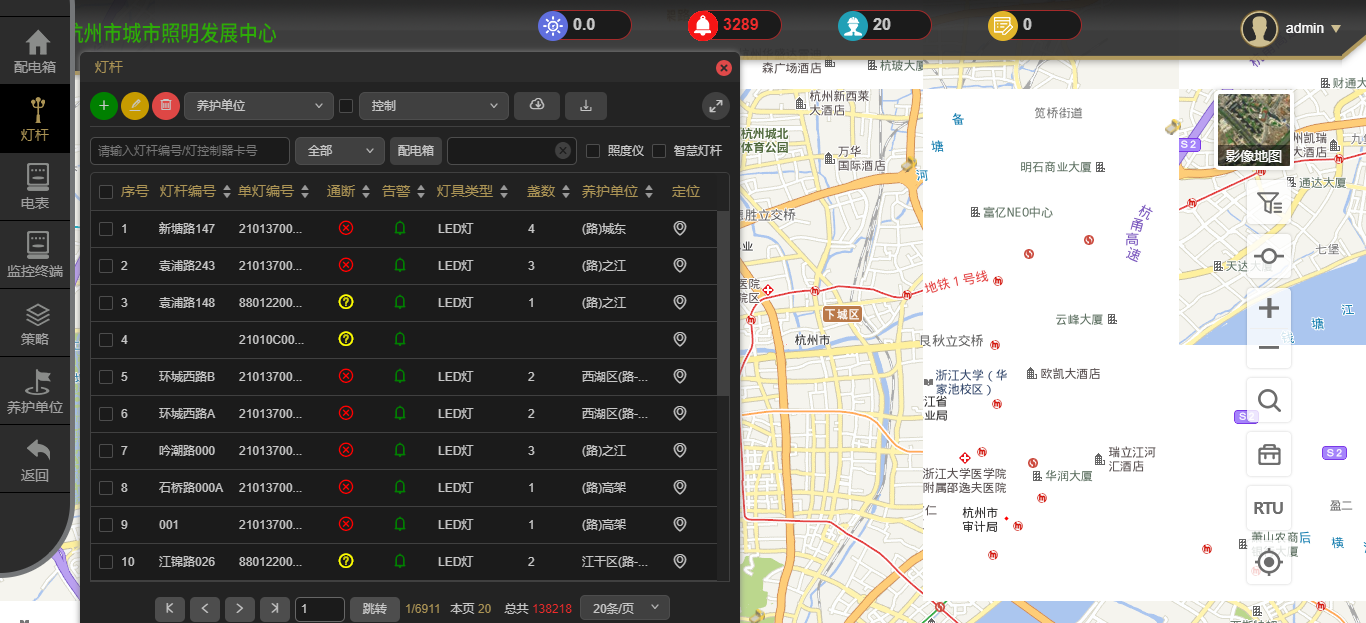 杭州市城市照明发展中心
0.0
3289
20
0
admin
配电箱
灯杆
电表
监控终端
策略
养护单位
返回
灯杆
养护单位
控制
请输入灯杆编号/灯控制器卡号
全部
配电箱
照度仪
智慧灯杆
序号 灯杆编号 单灯编号 通断 告警 灯具类型 盏数 养护单位 定位
1 新塘路147 21013700... LED灯 4 (路)城东
2 袁浦路243 21013700... LED灯 3 (路)之江
3 袁浦路148 88012200... LED灯 1 (路)之江
4 21010C00...
5 环城西路B 21013700... LED灯 2 西湖区(路-...
6 环城西路A 21013700... LED灯 2 西湖区(路-...
7 吟潮路000 21013700... LED灯 3 (路)之江
8 石桥路000A 21013700... LED灯 1 (路)高架
9 001 21013700... LED灯 1 (路)高架
10 江锦路026 88012200... LED灯 2 江干区(路-...
1
跳转
1/6911
本页 20
总共 138218
20条/页
森广场酒店
杭玻大厦
杭州新西莱
大酒店
杭州城北
体育公园
万华
国际酒店
备
塘
河
笕桥街道
明石商业大厦
富亿NEO中心
杭
甬
高
速
胜立交桥
业
医院
院区
地铁1号线
下城区
杭州市
云峰大厦
艮秋立交桥
浙江大学（华
家池校区）
江省
业局
欧凯大酒店
瑞立江河
汇酒店
浙江大学医学院
附属邵逸夫医院
华润大厦
仁
杭州市
审计局
财通大
影像地图
S2
州凯瑞
大酒店
九
通达大厦
七堡
天达大厦
江
塘
钱
S2
S2
RTU
盈二
萧山农商
大厦
后
横